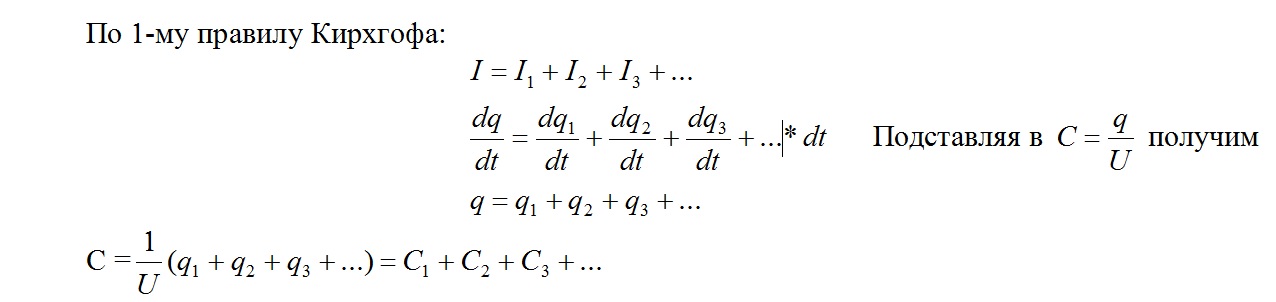 По 1-му правилу Кирхгофа:
I = I₁ + I₂ + I₃ + ...
dq/dt = dq₁/dt + dq₂/dt + dq₃/dt + ...|* dt Подставляя в C = q/U получим
q = q₁ + q₂ + q₃ + ...
C = 1/U (q₁ + q₂ + q₃ + ...) = C₁ + C₂ + C₃ + ...